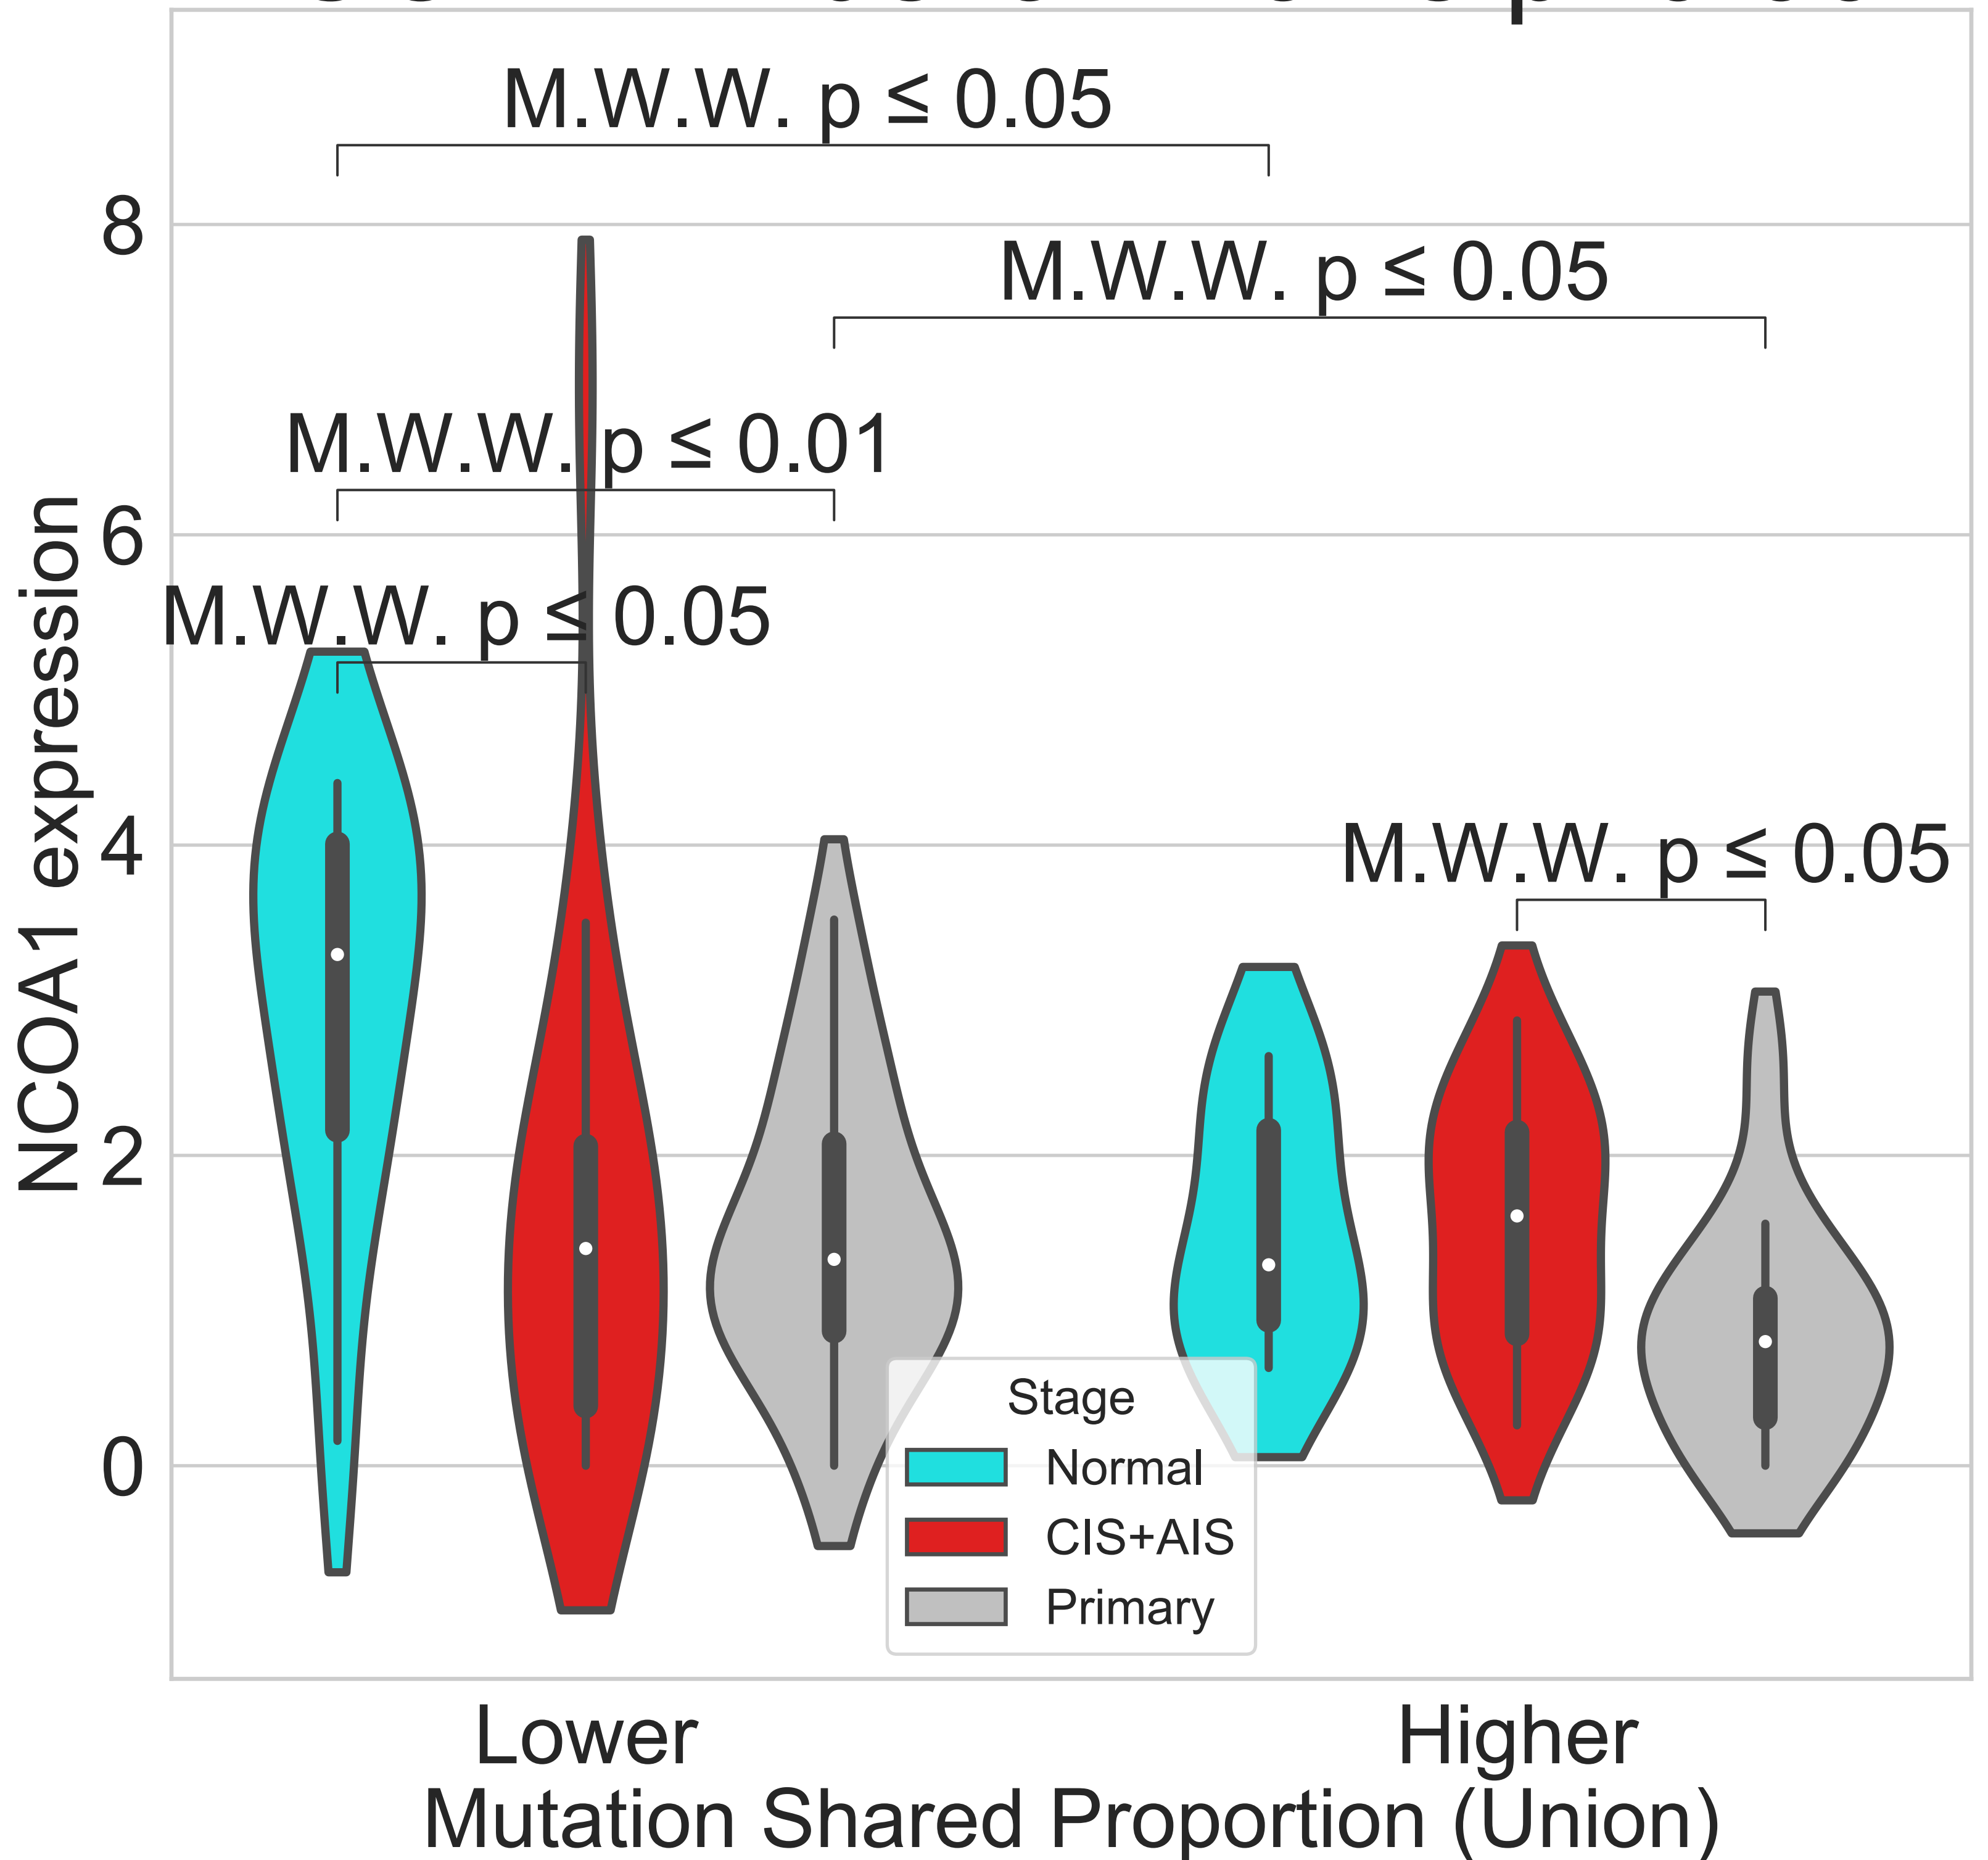 M.W.W. p ≤ 0.05
8
M.W.W. p ≤ 0.05
M.W.W. p ≤ 0.01
6
M.W.W. p ≤ 0.05
NCOA1 expression
4
M.W.W. p ≤ 0.05
2
0
Stage
Normal
CIS+AIS
Primary
Lower
Higher
Mutation Shared Proportion (Union)